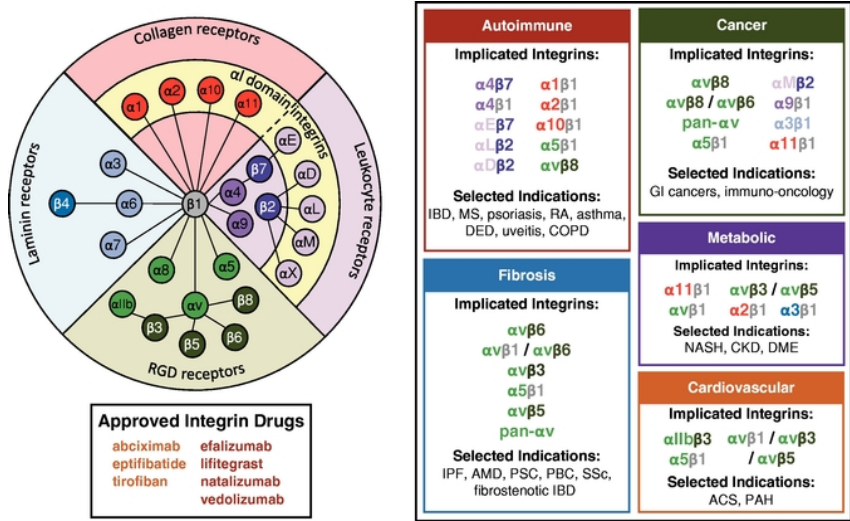 Collagen receptors
αI domain integrins
Leukocyte receptors
Laminin receptors
RGD receptors
α1
α2
α10
α11
αE
β7
αD
α4
β2
αL
α9
αM
αX
α3
β4
α6
β1
α7
α8
α5
αIIb
αv
β8
β3
β5
β6
Approved Integrin Drugs
abciximab efalizumab
eptifibatide lifitegrast
tirofiban natalizumab
vedolizumab
Autoimmune
Implicated Integrins:
α4β7 α1β1
α4β1 α2β1
αEβ7 α10β1
αLβ2 α5β1
αDβ2 αvβ8
Selected Indications:
IBD, MS, psoriasis, RA, asthma,
DED, uveitis, COPD
Cancer
Implicated Integrins:
αvβ8 αMβ2
αvβ8 / αvβ6 α9β1
pan-αv α3β1
α5β1 α11β1
Selected Indications:
GI cancers, immuno-oncology
Fibrosis
Implicated Integrins:
αvβ6
αvβ1 / αvβ6
αvβ3
α5β1
αvβ5
pan-αv
Selected Indications:
IPF, AMD, PSC, PBC, SSc,
fibrostenotic IBD
Metabolic
Implicated Integrins:
α11β1 αvβ3 / αvβ5
αvβ1 α2β1 α3β1
Selected Indications:
NASH, CKD, DME
Cardiovascular
Implicated Integrins:
αIIbβ3 αvβ1 / αvβ3
α5β1 / αvβ5
Selected Indications:
ACS, PAH